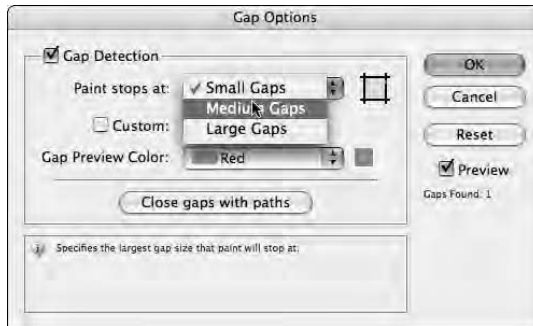 Gap Options
Gap Detection
Paint stops at:
✓ Small Gaps
Medium Gaps
Large Gaps
Custom:
Gap Preview Color:
Red
Close gaps with paths
Specifies the largest gap size that paint will stop at.
OK
Cancel
Reset
Preview
Gaps Found: 1